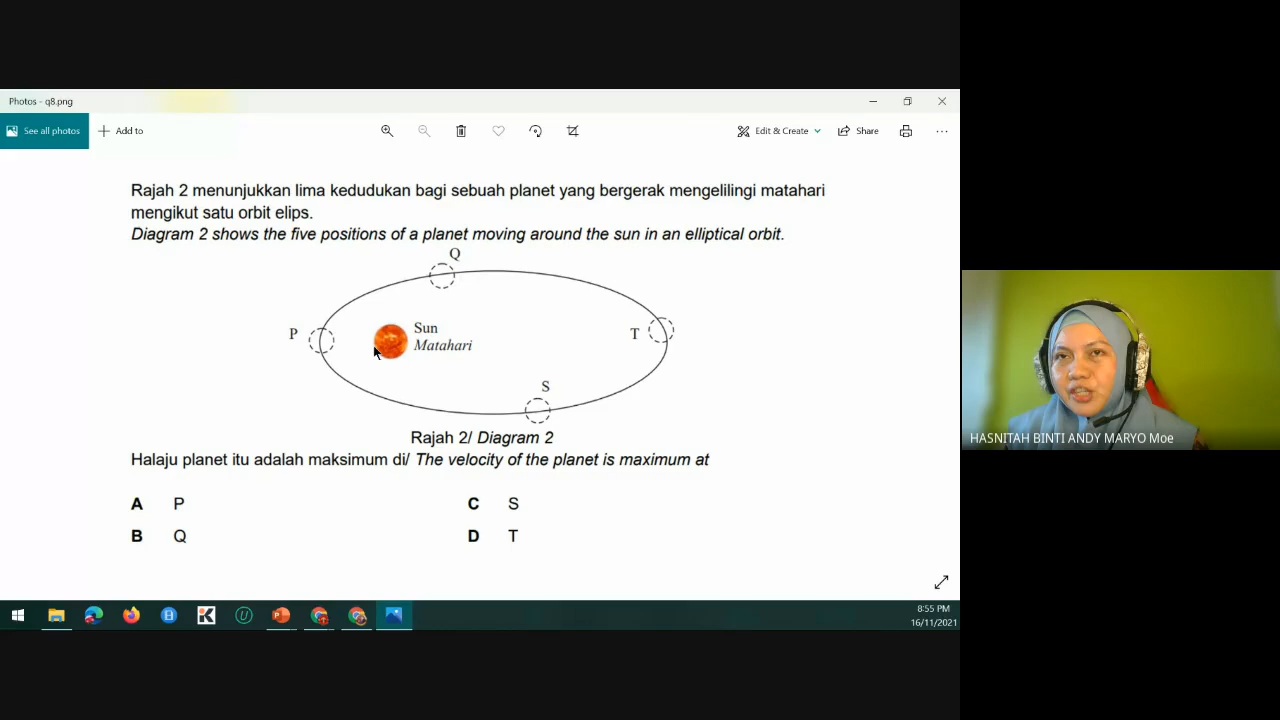 Photos - q8.png
See all photos
Add to
Edit & Create
Share
Rajah 2 menunjukkan lima kedudukan bagi sebuah planet yang bergerak mengelilingi matahari
mengikut satu orbit elips.
Diagram 2 shows the five positions of a planet moving around the sun in an elliptical orbit.
Q
P
Sun
Matahari
T
S
Rajah 2/ Diagram 2
Halaju planet itu adalah maksimum di/ The velocity of the planet is maximum at
A P
C S
B Q
D T
HASNITAH BINTI ANDY MARYO Moe
8:55 PM
16/11/2021